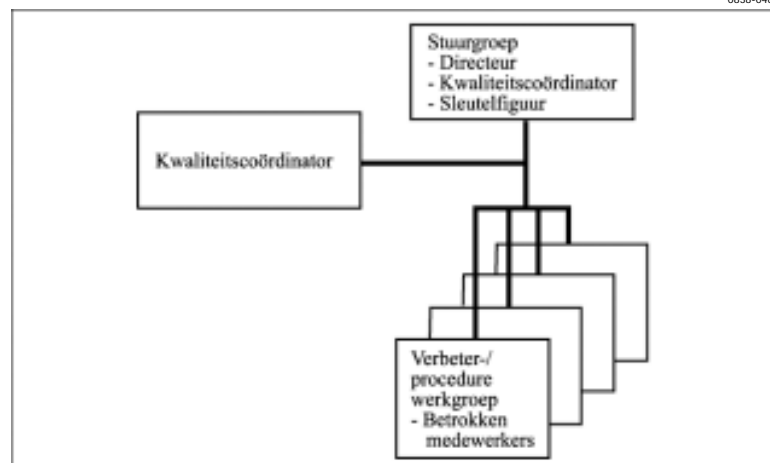 Stuurgroep
- Directeur
- Kwaliteitscoördinator
- Sleutelfiguur
Kwaliteitscoördinator
Verbeter-/
procedure
werkgroep
- Betrokken
medewerkers